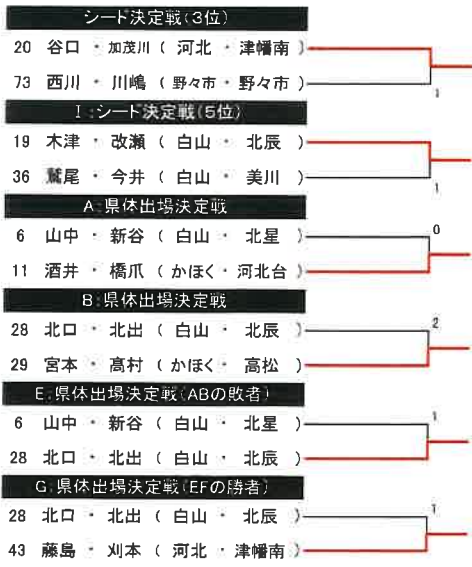 シード決定戦(3位)
20 谷口 ・ 加茂川 ( 河北 ・ 津幡南 )
73 西川 ・ 川嶋 ( 野々市 ・ 野々市 )
1
I:シード決定戦(5位)
19 木津 ・ 改瀬 ( 白山 ・ 北辰 )
36 鷲尾 ・ 今井 ( 白山 ・ 美川 )
1
A:県体出場決定戦
6 山中 ・ 新谷 ( 白山 ・ 北星 )
0
11 酒井 ・ 橋爪 ( かほく ・ 河北台 )
B:県体出場決定戦
28 北口 ・ 北出 ( 白山 ・ 北辰 )
2
29 宮本 ・ 髙村 ( かほく ・ 高松 )
E:県体出場決定戦(ABの敗者)
6 山中 ・ 新谷 ( 白山 ・ 北星 )
1
28 北口 ・ 北出 ( 白山 ・ 北辰 )
G:県体出場決定戦(EFの勝者)
28 北口 ・ 北出 ( 白山 ・ 北辰 )
1
43 藤島 ・ 刈本 ( 河北 ・ 津幡南 )